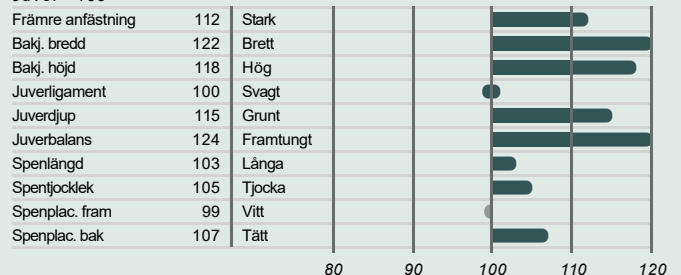 Främre anfästning 112 Stark
Bakj. bredd 122 Brett
Bakj. höjd 118 Hög
Juverligament 100 Svagt
Juverdjup 115 Grunt
Juverbalans 124 Framtungt
Spenlängd 103 Långa
Spentjocklek 105 Tjocka
Spenplac. fram 99 Vitt
Spenplac. bak 107 Tätt
80 90 100 110 120